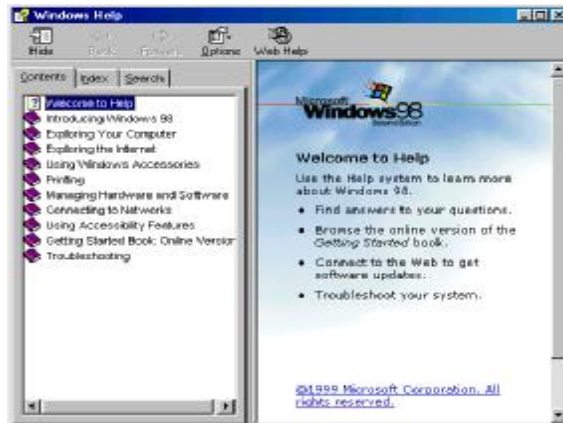 Windows Help
Hide Back Forward Options Web Help
Contents Index Search
Welcome to Help
Introducing Windows 98
Exploring Your Computer
Exploring the Internet
Using Windows Accessories
Printing
Managing Hardware and Software
Connecting to Networks
Using Accessibility Features
Getting Started Book: Online Version
Troubleshooting
Microsoft
Windows98
Second Edition
Welcome to Help
Use the Help system to learn more
about Windows 98.
• Find answers to your questions.
• Browse the online version of the
Getting Started book.
• Connect to the Web to get
software updates.
• Troubleshoot your system.
©1999 Microsoft Corporation. All
rights reserved.